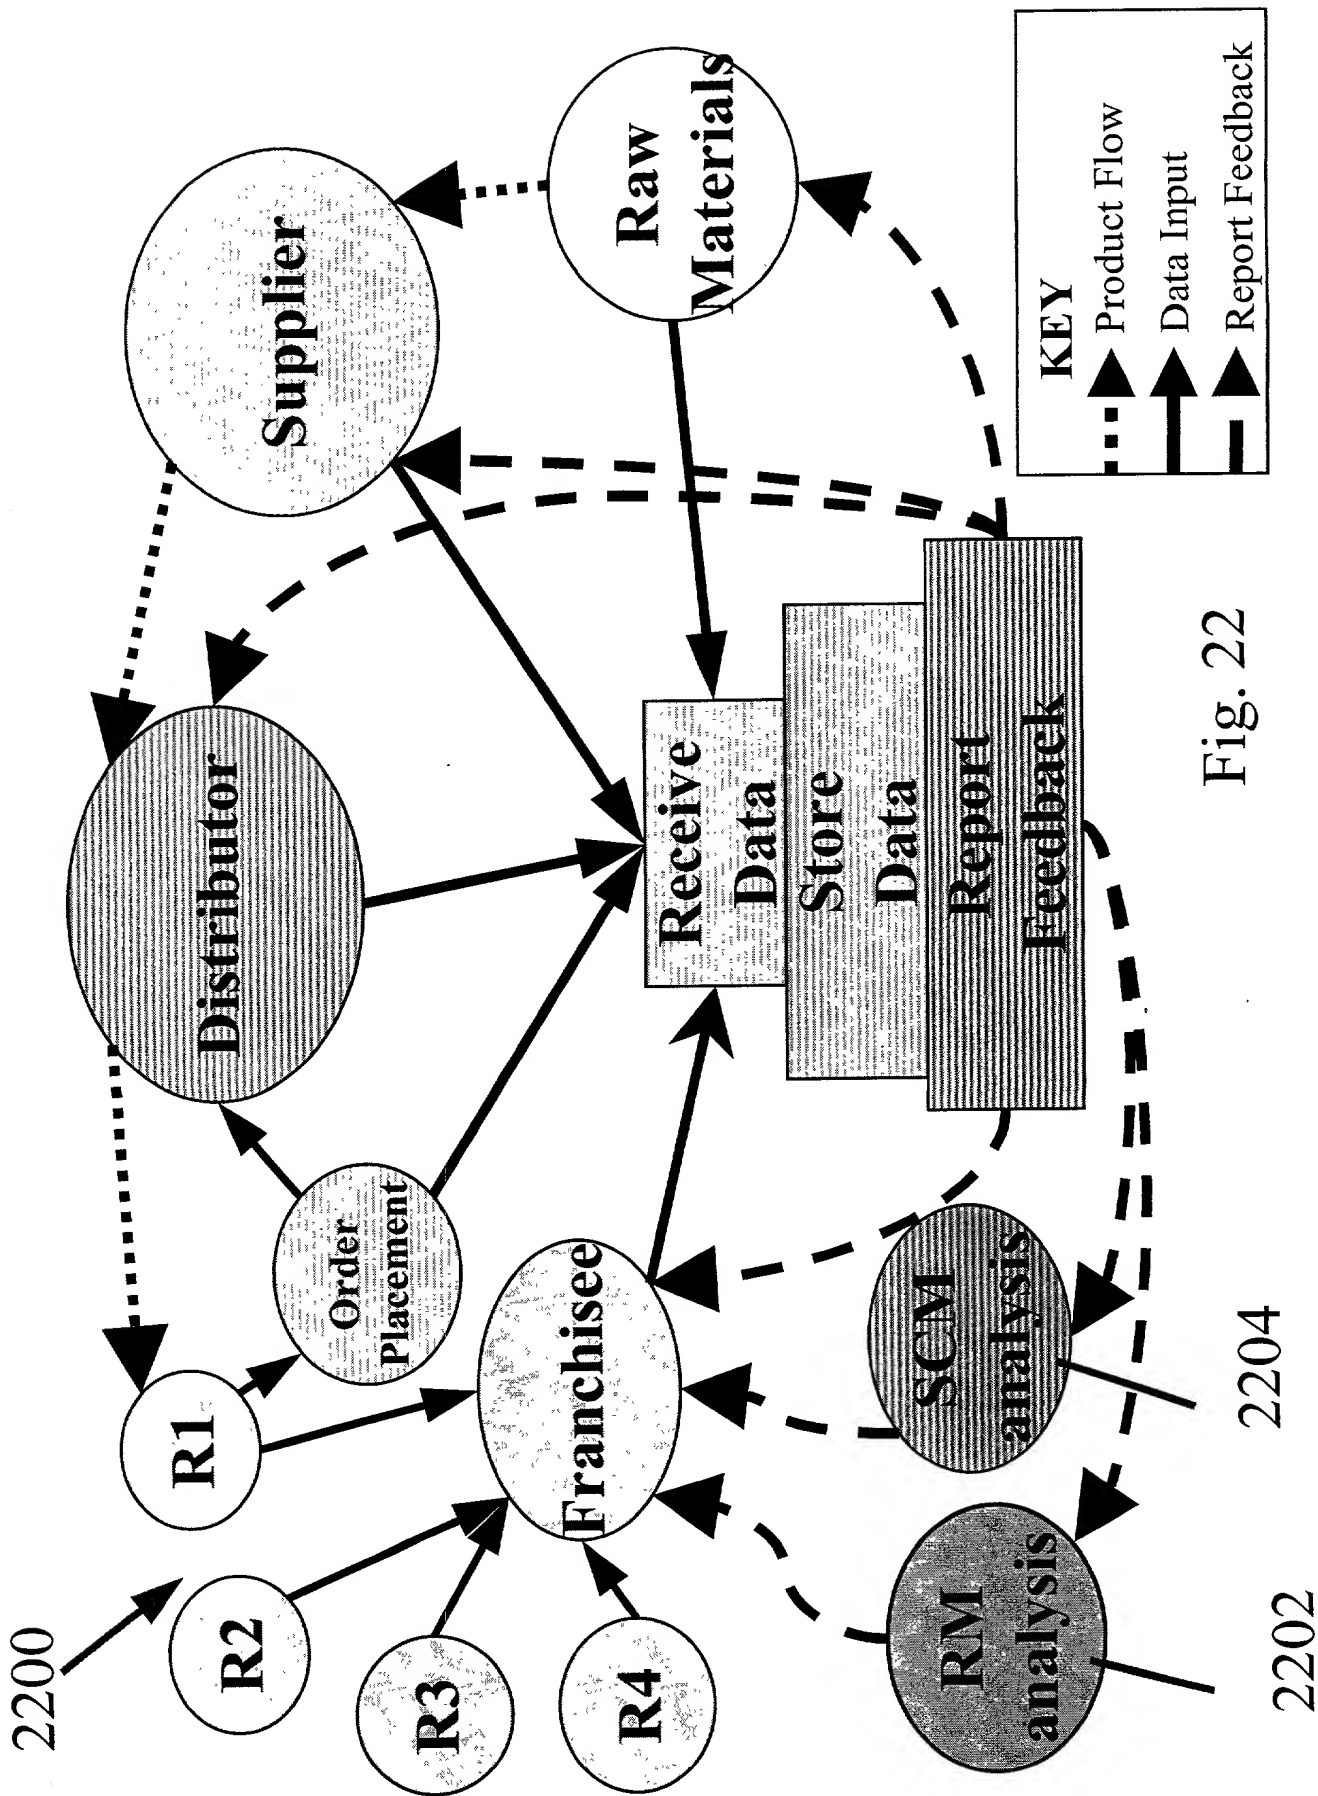 2200
R1
R2
R3
R4
Order
Placement
Distributor
Supplier
Raw
Materials
Franchisee
Receive
Data
Store
Data
Report
Feedback
RM
analysis
SCM
analysis
2202
2204
KEY
Product Flow
Data Input
Report Feedback
Fig. 22